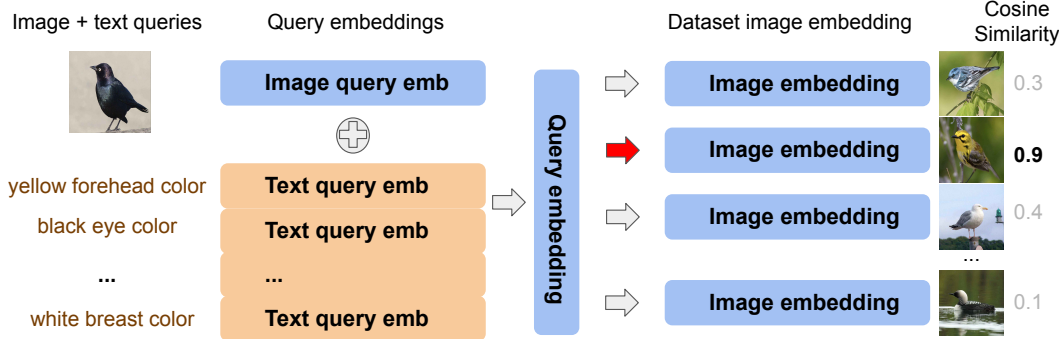 Image + text queries
Query embeddings
Dataset image embedding
Cosine
Similarity
Image query emb
yellow forehead color
black eye color
...
white breast color
Text query emb
Text query emb
...
Text query emb
Query embedding
Image embedding
0.3
Image embedding
0.9
Image embedding
0.4
...
Image embedding
0.1